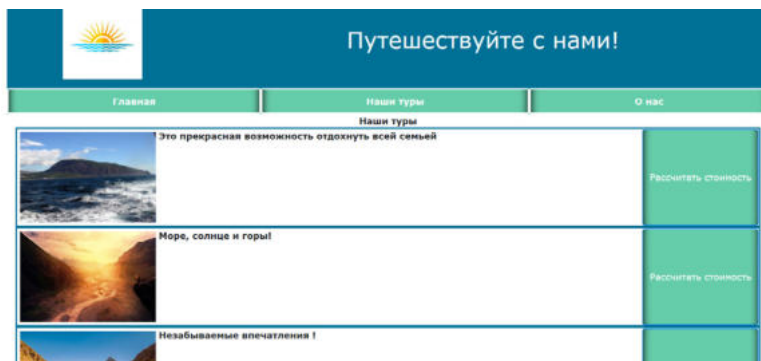 Путешествуйте с нами!
Главная
Наши туры
О нас
Наши туры
Это прекрасная возможность отдохнуть всей семьей
Рассчитать стоимость
Море, солнце и горы!
Рассчитать стоимость
Незабываемые впечатления !